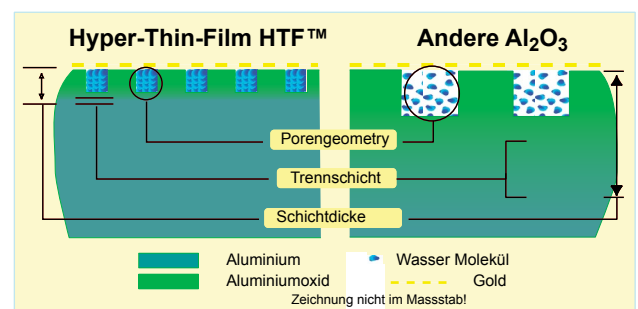 Hyper-Thin-Film HTF™
Andere Al₂O₃
Porengeometry
Trennschicht
Schichtdicke
Aluminium
Wasser Molekül
Aluminiumoxid
Gold
Zeichnung nicht im Massstab!